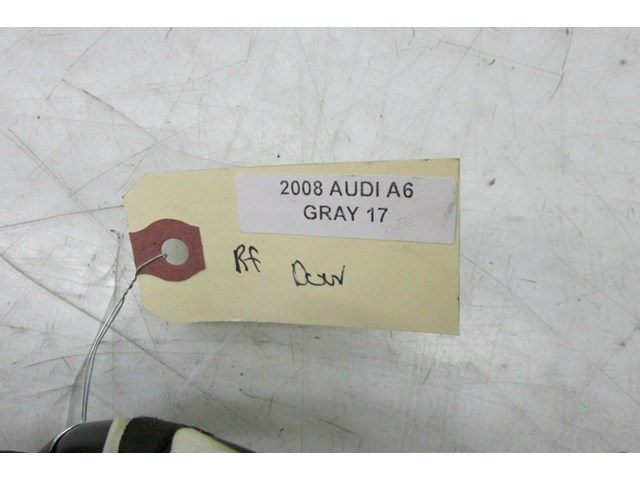 2008 AUDI A6
GRAY 17
Rf Door